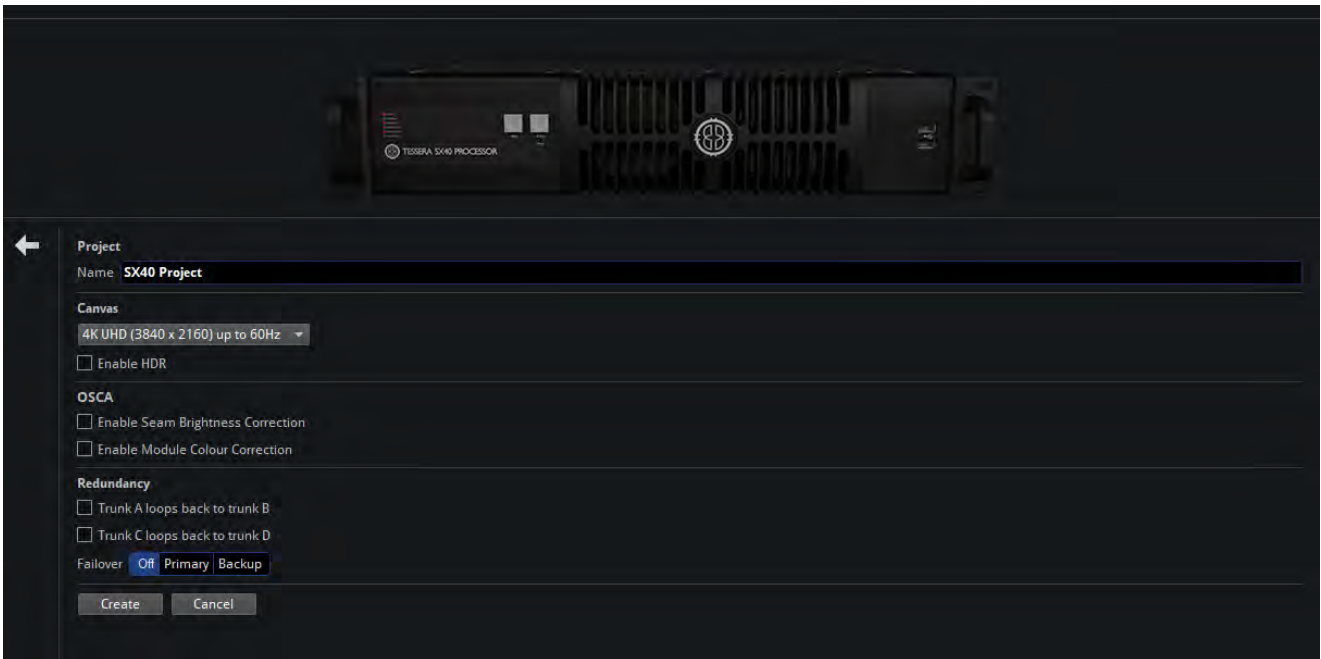 TESSERA SX40 PROCESSOR
Project
Name SX40 Project
Canvas
4K UHD (3840 x 2160) up to 60Hz
Enable HDR
OSCA
Enable Seam Brightness Correction
Enable Module Colour Correction
Redundancy
Trunk A loops back to trunk B
Trunk C loops back to trunk D
Failover Off Primary Backup
Create Cancel